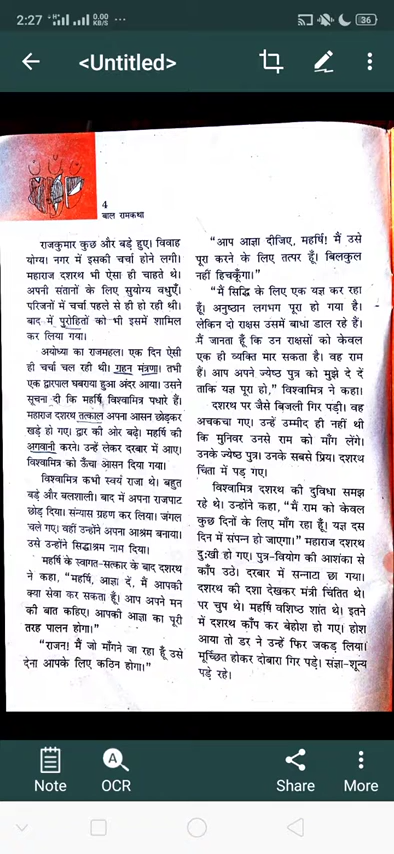 2:27
0.00
KB/S
36
<Untitled>
4
बाल रामकथा
राजकुमार कुछ और बड़े हुए। विवाह
योग्य। नगर में इसकी चर्चा होने लगी।
महाराज दशरथ भी ऐसा ही चाहते थे।
अपनी संतानों के लिए सुयोग्य वधुएँ।
परिजनों में चर्चा पहले से ही हो रही थी।
बाद में पुरोहितों को भी इसमें शामिल
कर लिया गया।
अयोध्या का राजमहल। एक दिन ऐसी
ही चर्चा चल रही थी। गहन मंत्रणा। तभी
एक द्वारपाल घबराया हुआ अंदर आया। उसने
सूचना दी कि महर्षि विश्वामित्र पधारे हैं।
महाराज दशरथ तत्काल अपना आसन छोड़कर
खड़े हो गए। द्वार की ओर बढ़े। महर्षि की
अगवानी करने। उन्हें लेकर दरबार में आए।
विश्वामित्र को ऊँचा आसन दिया गया।
विश्वामित्र कभी स्वयं राजा थे। बहुत
बड़े और बलशाली। बाद में अपना राजपाट
छोड़ दिया। संन्यास ग्रहण कर लिया। जंगल
चले गए। वहीं उन्होंने अपना आश्रम बनाया।
उसे उन्होंने सिद्धाश्रम नाम दिया।
महर्षि के स्वागत-सत्कार के बाद दशरथ
ने कहा, “महर्षि, आज्ञा दें, मैं आपकी
क्या सेवा कर सकता हूँ। आप अपने मन
की बात कहिए। आपकी आज्ञा का पूरी
तरह पालन होगा।”
“राजन! मैं जो माँगने जा रहा हूँ उसे
देना आपके लिए कठिन होगा।”
“आप आज्ञा दीजिए, महर्षि! मैं उसे
पूरा करने के लिए तत्पर हूँ। बिलकुल
नहीं हिचकूँगा।”
“मैं सिद्धि के लिए एक यज्ञ कर रहा
हूँ। अनुष्ठान लगभग पूरा हो गया है।
लेकिन दो राक्षस उसमें बाधा डाल रहे हैं।
मैं जानता हूँ कि उन राक्षसों को केवल
एक ही व्यक्ति मार सकता है। वह राम
हैं। आप अपने ज्येष्ठ पुत्र को मुझे दे दें
ताकि यज्ञ पूरा हो,” विश्वामित्र ने कहा।
दशरथ पर जैसे बिजली गिर पड़ी। वह
अचकचा गए। उन्हें उम्मीद ही नहीं थी
कि मुनिवर उनसे राम को माँग लेंगे।
उनके ज्येष्ठ पुत्र। उनके सबसे प्रिय। दशरथ
चिंता में पड़ गए।
विश्वामित्र दशरथ की दुविधा समझ
रहे थे। उन्होंने कहा, “मैं राम को केवल
कुछ दिनों के लिए माँग रहा हूँ। यज्ञ दस
दिन में संपन्न हो जाएगा।” महाराज दशरथ
दुःखी हो गए। पुत्र-वियोग की आशंका से
काँप उठे। दरबार में सन्नाटा छा गया।
दशरथ की दशा देखकर मंत्री चिंतित थे।
पर चुप थे। महर्षि वशिष्ठ शांत थे। इतने
में दशरथ काँप कर बेहोश हो गए। होश
आया तो डर ने उन्हें फिर जकड़ लिया।
मूर्च्छित होकर दोबारा गिर पड़े। संज्ञा-शून्य
पड़े रहे।
Note
OCR
Share
More